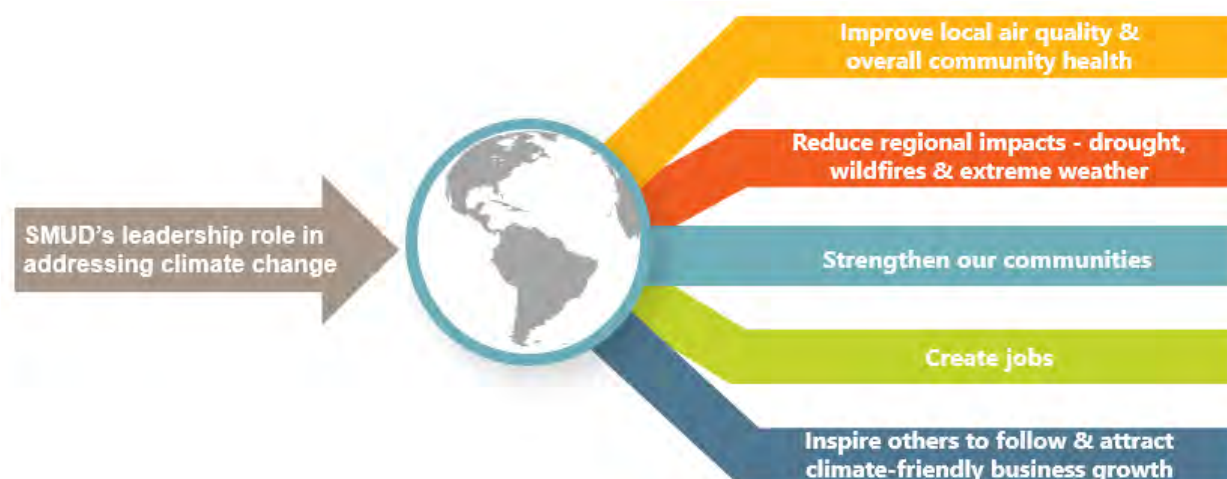 SMUD's leadership role in
addressing climate change
Improve local air quality &
overall community health
Reduce regional impacts - drought,
wildfires & extreme weather
Strengthen our communities
Create jobs
Inspire others to follow & attract
climate-friendly business growth